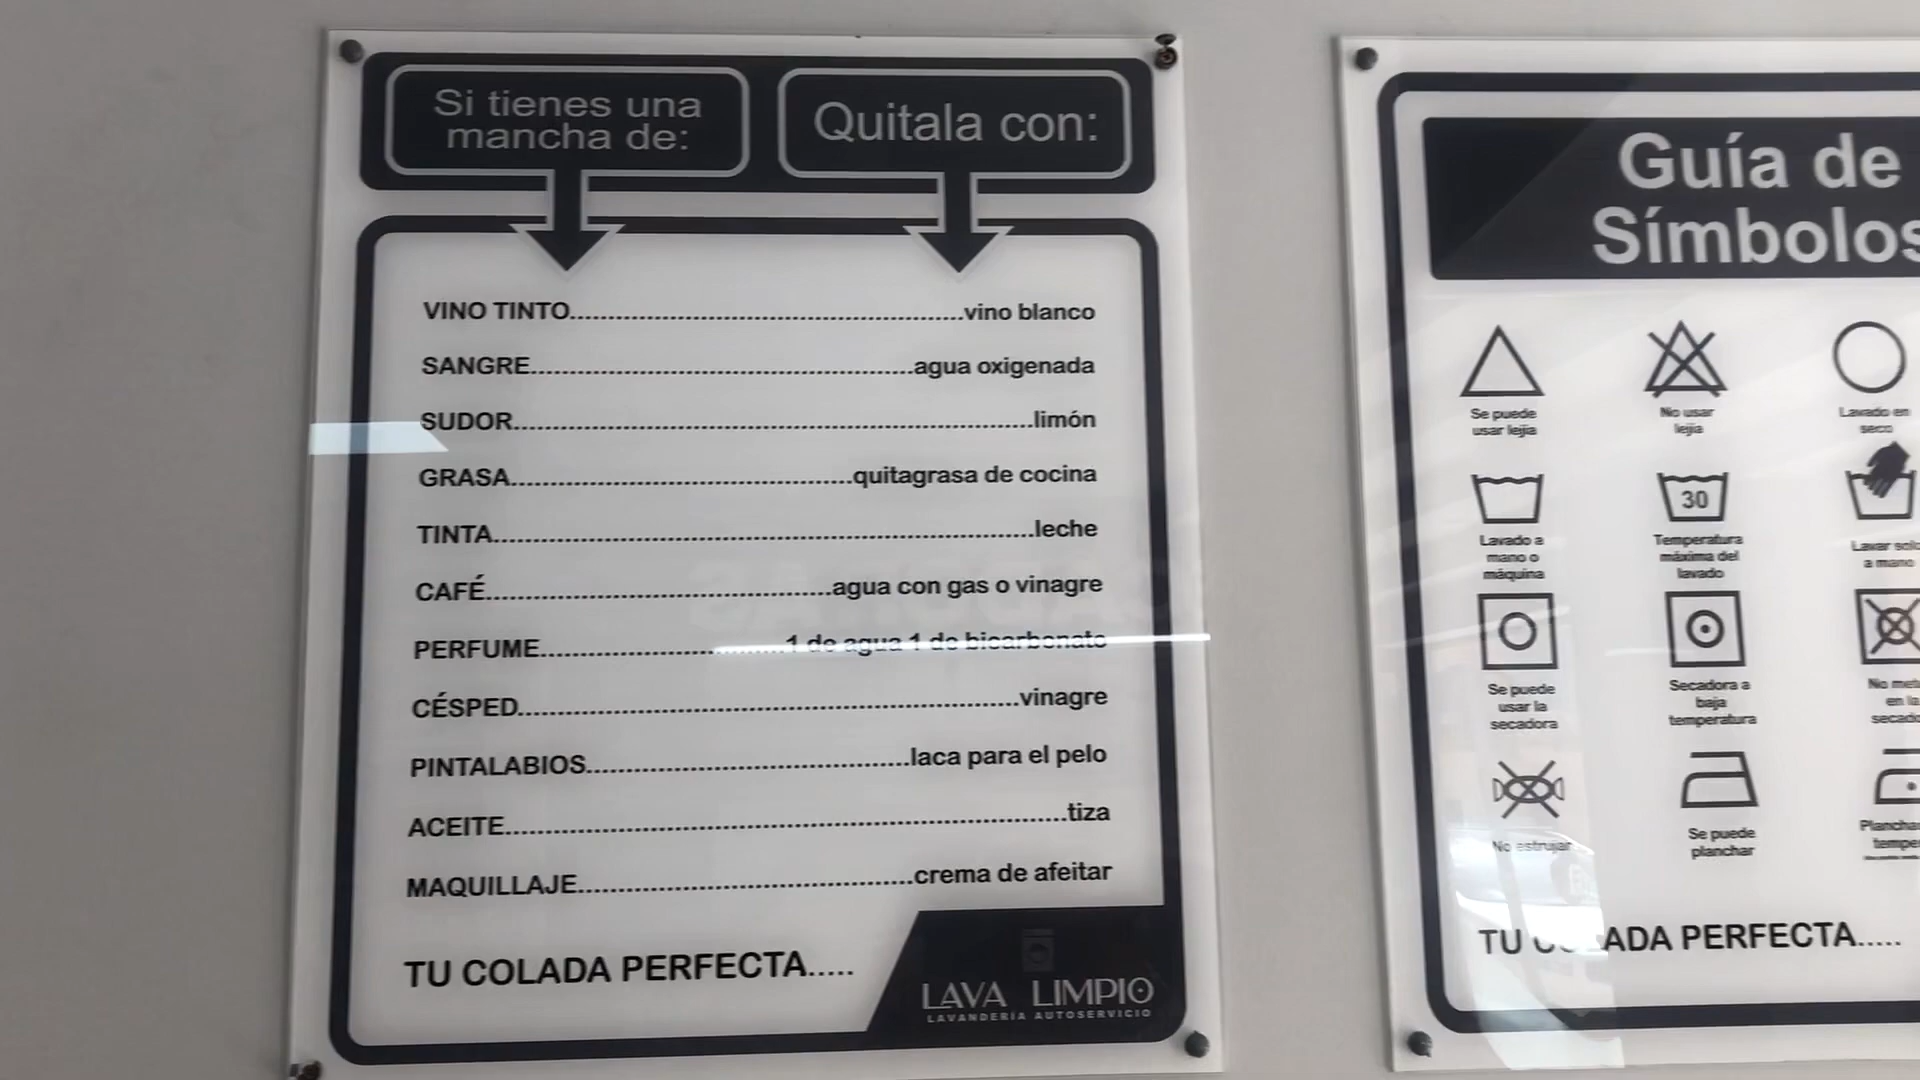 Si tienes una
mancha de:
Quitala con:
VINO TINTO..........vino blanco
SANGRE..........agua oxigenada
SUDOR..........limón
GRASA..........quitagrasa de cocina
TINTA..........leche
CAFÉ..........agua con gas o vinagre
PERFUME..........1 de agua 1 de bicarbonato
CÉSPED..........vinagre
PINTALABIOS..........laca para el pelo
ACEITE..........tiza
MAQUILLAJE..........crema de afeitar
TU COLADA PERFECTA.....
LAVA LIMPIO
LAVANDERÍA AUTOSERVICIO
Guía de
Símbolos
Se puede
usar lejía
No usar
lejía
Lavado en
seco
Lavado a
mano o
máquina
30
Temperatura
máxima del
lavado
Lavar solo
a mano
Se puede
usar la
secadora
Secadora a
baja
temperatura
No
en la
No estrujar
Se puede
planchar
TU COLADA PERFECTA.....